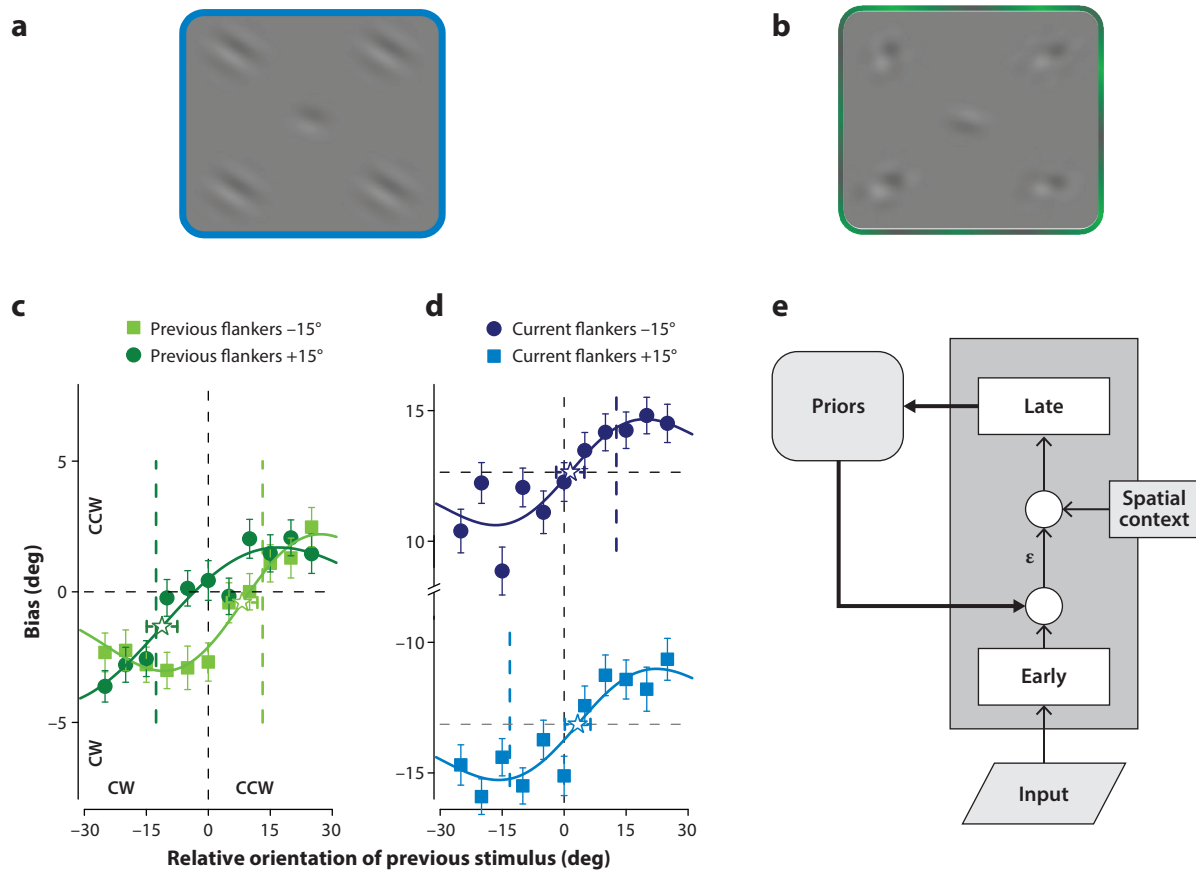 a
b
c
Previous flankers –15°
Previous flankers +15°
d
Current flankers –15°
Current flankers +15°
e
Bias (deg)
5
0
–5
CCW
CW
CW
CCW
–30
–15
0
15
30
15
10
–10
–15
–30
–15
0
15
30
Relative orientation of previous stimulus (deg)
Priors
Late
Spatial
context
ε
Early
Input